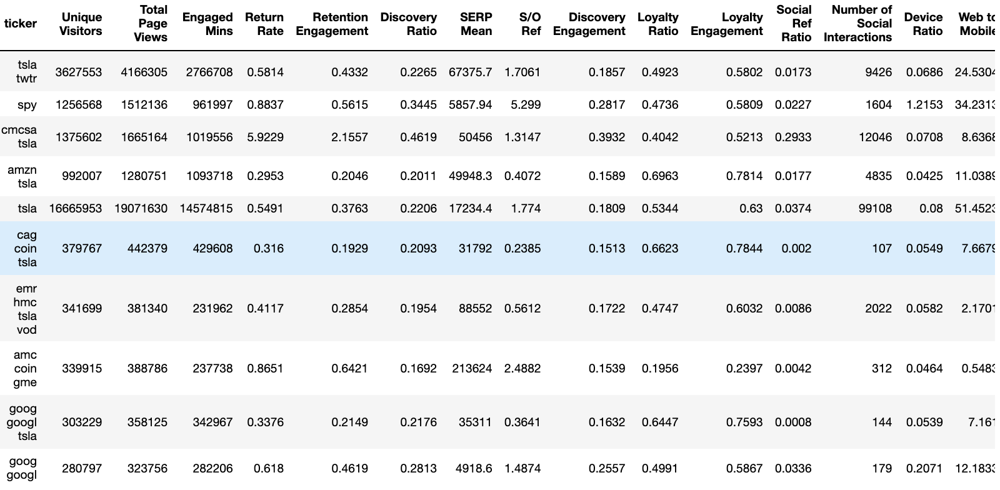 ticker Unique Visitors Total Page Views Engaged Mins Return Rate Retention Engagement Discovery Ratio SERP Mean S/O Ref Discovery Engagement Loyalty Ratio Loyalty Engagement Social Ref Ratio Number of Social Interactions Device Ratio Web to Mobile
tsla twtr 3627553 4166305 2766708 0.5814 0.4332 0.2265 67375.7 1.7061 0.1857 0.4923 0.5802 0.0173 9426 0.0686 24.5304
spy 1256568 1512136 961997 0.8837 0.5615 0.3445 5857.94 5.299 0.2817 0.4736 0.5809 0.0227 1604 1.2153 34.2313
cmcsa tsla 1375602 1665164 1019556 5.9229 2.1557 0.4619 50456 1.3147 0.3932 0.4042 0.5213 0.2933 12046 0.0708 8.6368
amzn tsla 992007 1280751 1093718 0.2953 0.2046 0.2011 49948.3 0.4072 0.1589 0.6963 0.7814 0.0177 4835 0.0425 11.0389
tsla 16665953 19071630 14574815 0.5491 0.3763 0.2206 17234.4 1.774 0.1809 0.5344 0.63 0.0374 99108 0.08 51.4523
cag coin tsla 379767 442379 429608 0.316 0.1929 0.2093 31792 0.2385 0.1513 0.6623 0.7844 0.002 107 0.0549 7.6679
emr hmc tsla vod 341699 381340 231962 0.4117 0.2854 0.1954 88552 0.5612 0.1722 0.4747 0.6032 0.0086 2022 0.0582 2.1701
amc coin gme 339915 388786 237738 0.8651 0.6421 0.1692 213624 2.4882 0.1539 0.1956 0.2397 0.0042 312 0.0464 0.5483
goog googl tsla 303229 358125 342967 0.3376 0.2149 0.2176 35311 0.3641 0.1632 0.6447 0.7593 0.0008 144 0.0539 7.161
goog googl 280797 323756 282206 0.618 0.4619 0.2813 4918.6 1.4874 0.2557 0.4991 0.5867 0.0336 179 0.2071 12.1833